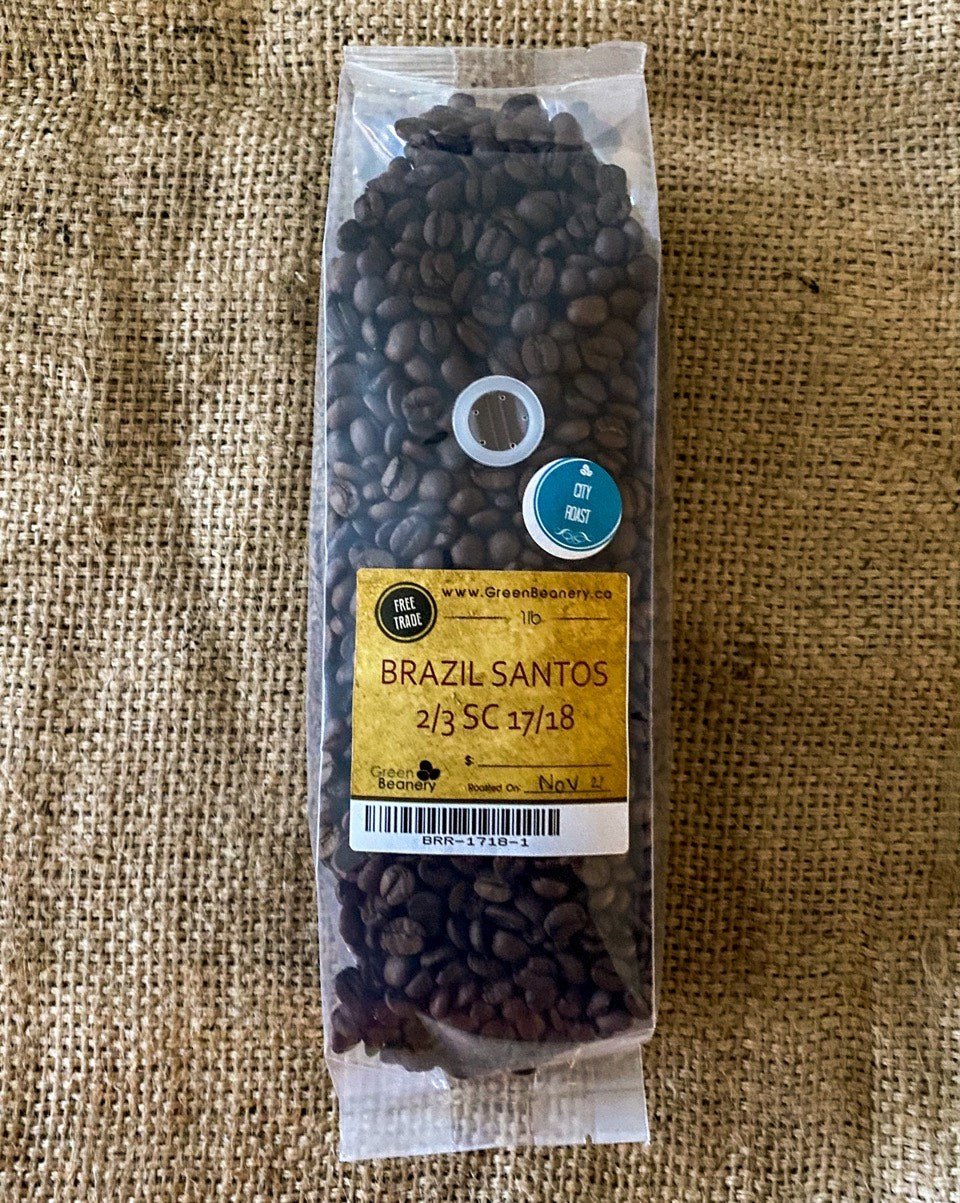 CITY
ROAST
www.GreenBeanery.ca
FREE
TRADE
1lb
BRAZIL SANTOS
2/3 SC 17/18
$:
Green
Beanery
Roasted On: Nov
BRR-1718-1